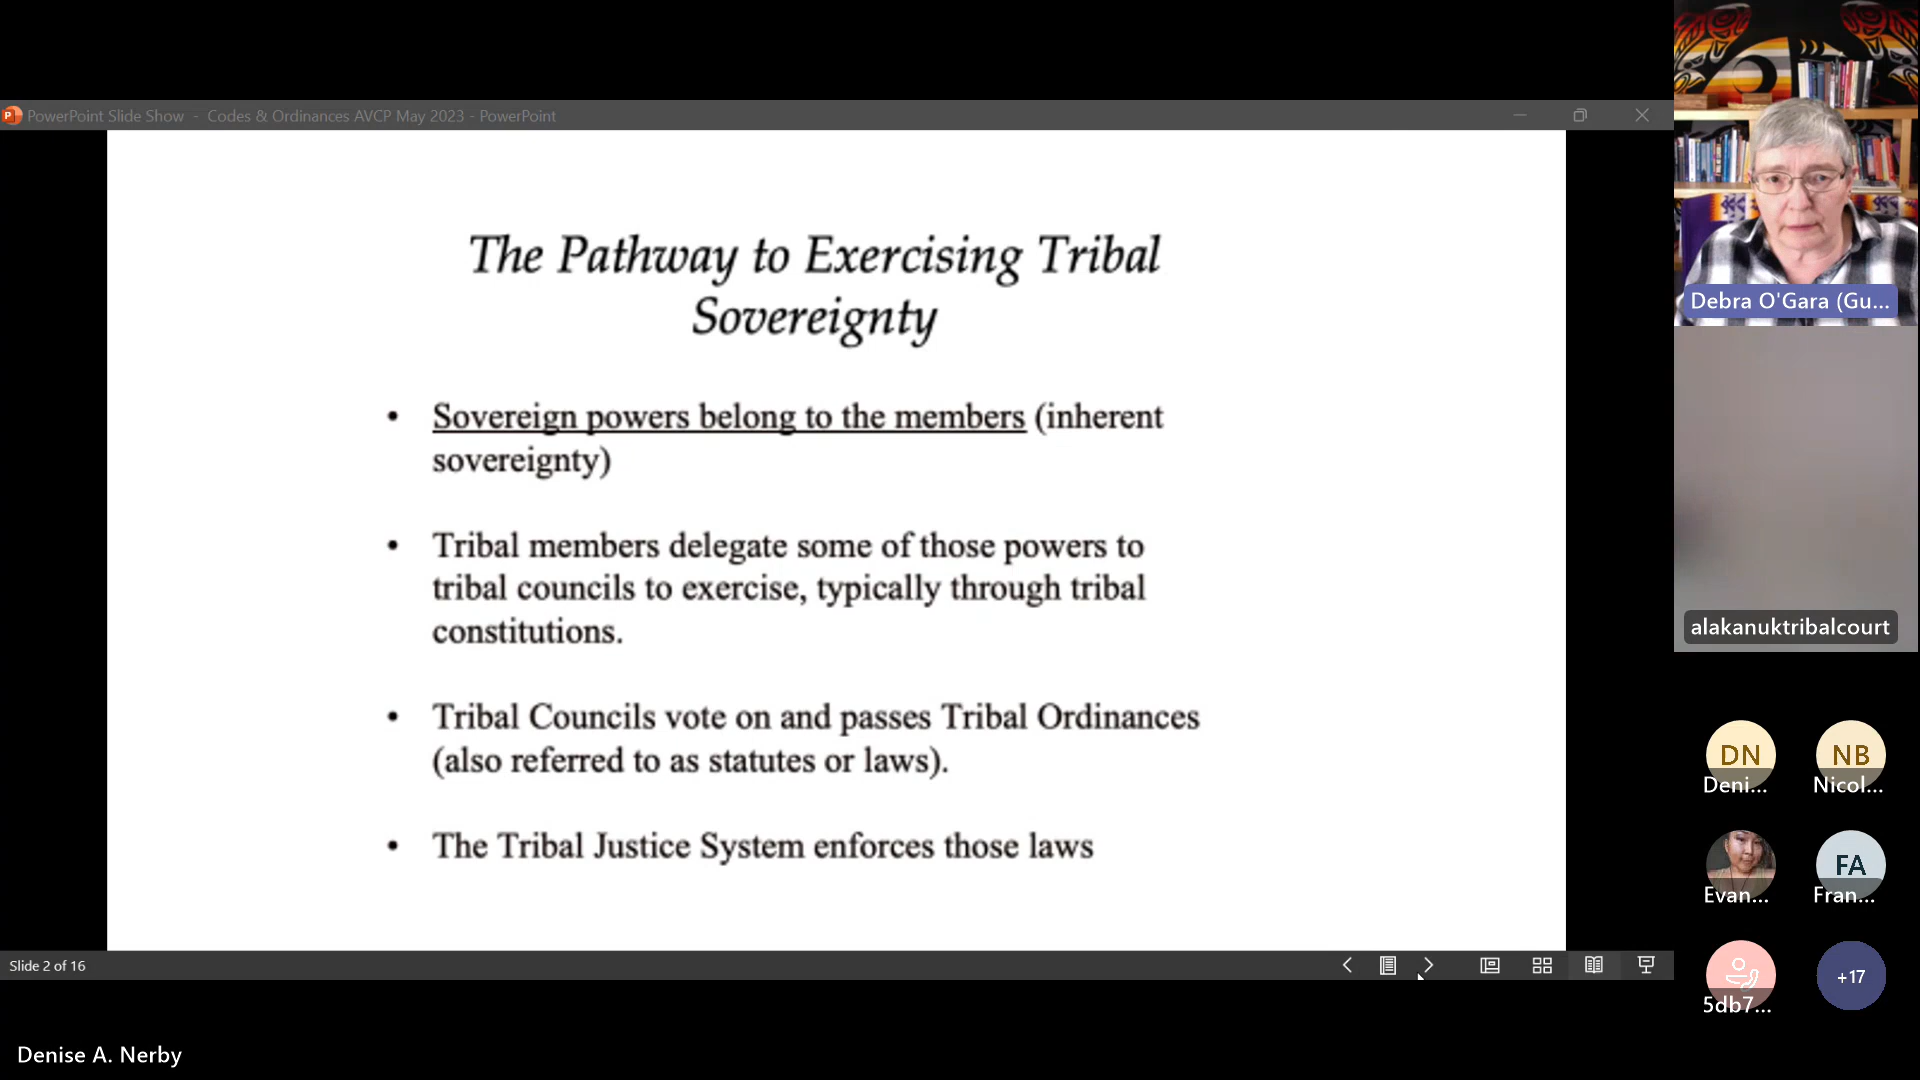 PowerPoint Slide Show - Codes & Ordinances AVCP May 2023 - PowerPoint
The Pathway to Exercising Tribal
Sovereignty
• Sovereign powers belong to the members (inherent
sovereignty)
• Tribal members delegate some of those powers to
tribal councils to exercise, typically through tribal
constitutions.
• Tribal Councils vote on and passes Tribal Ordinances
(also referred to as statutes or laws).
• The Tribal Justice System enforces those laws
Slide 2 of 16
Denise A. Nerby
Debra O'Gara (Gu...
alakanuktribalcourt
DN
Deni...
NB
Nicol...
Evan...
FA
Fran...
5db7...
+17